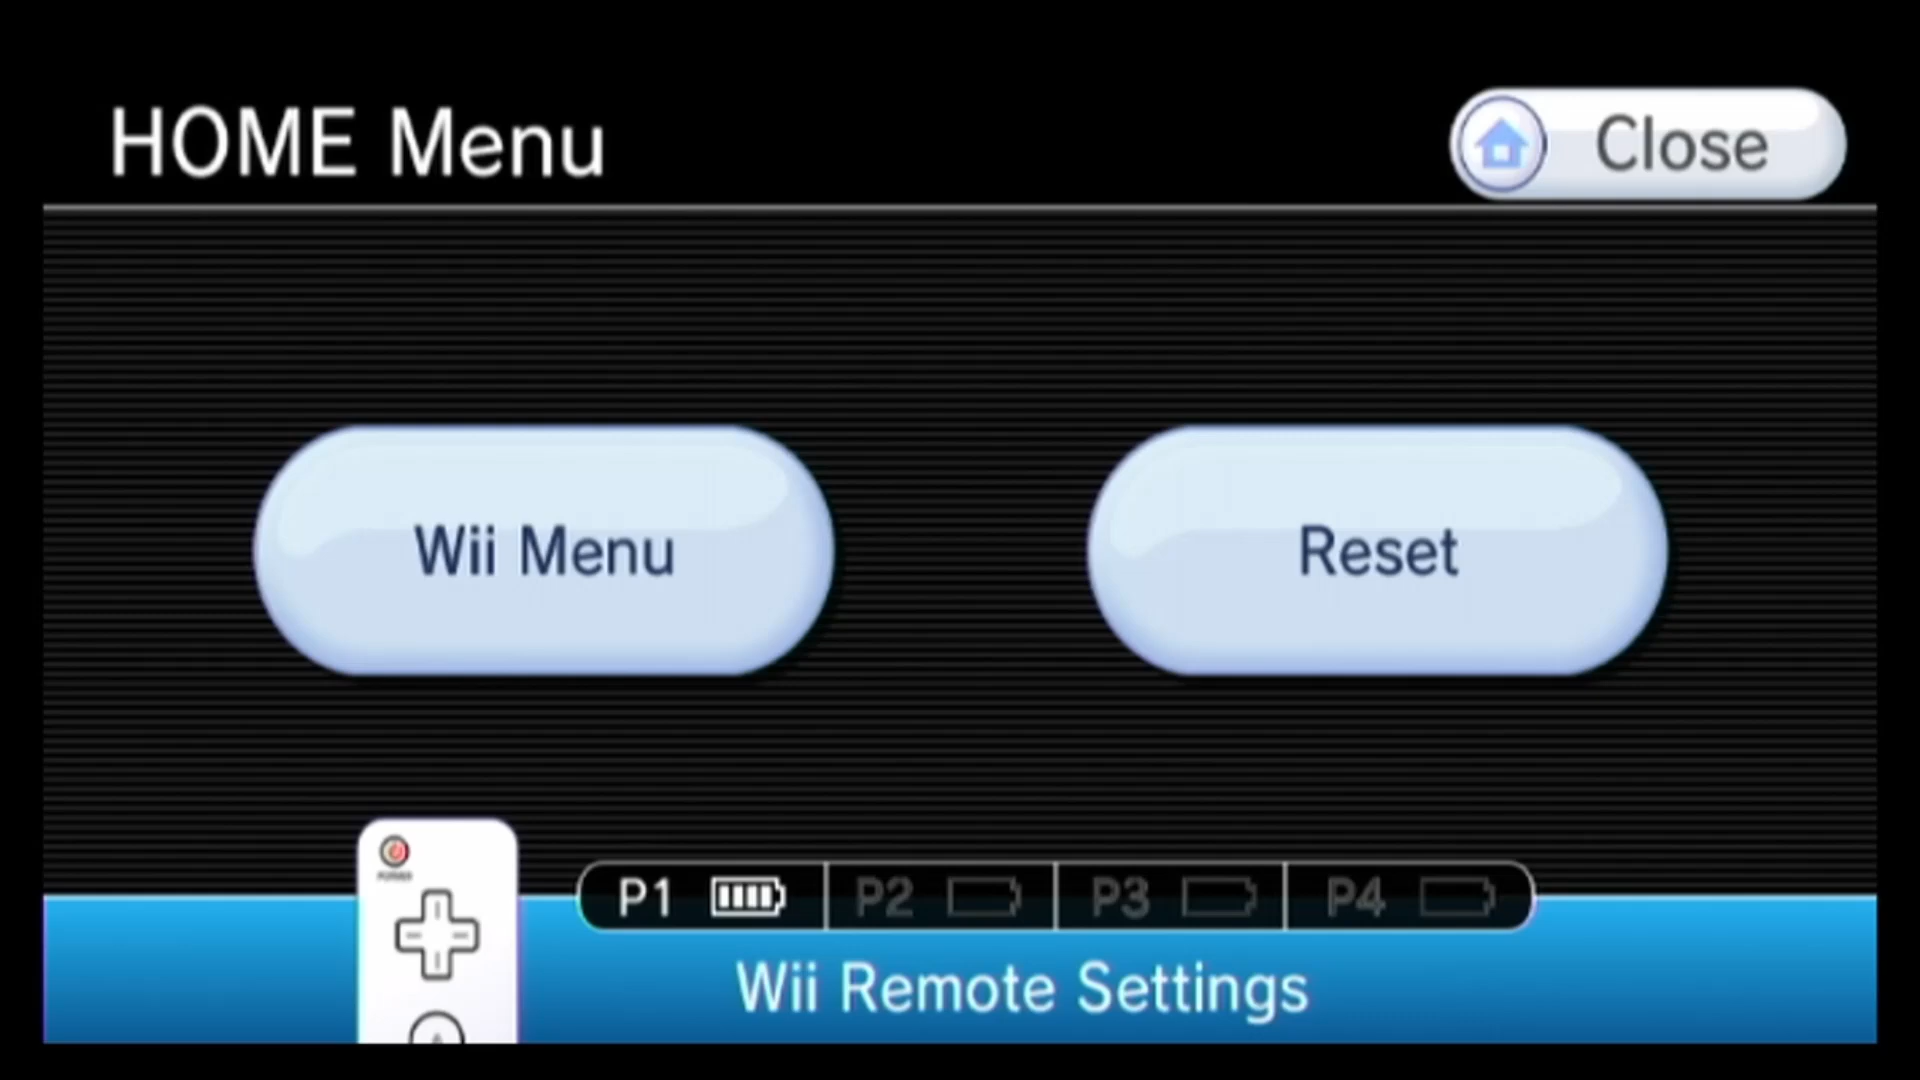 HOME Menu
Close
Wii Menu
Reset
P1
P2
P3
P4
Wii Remote Settings